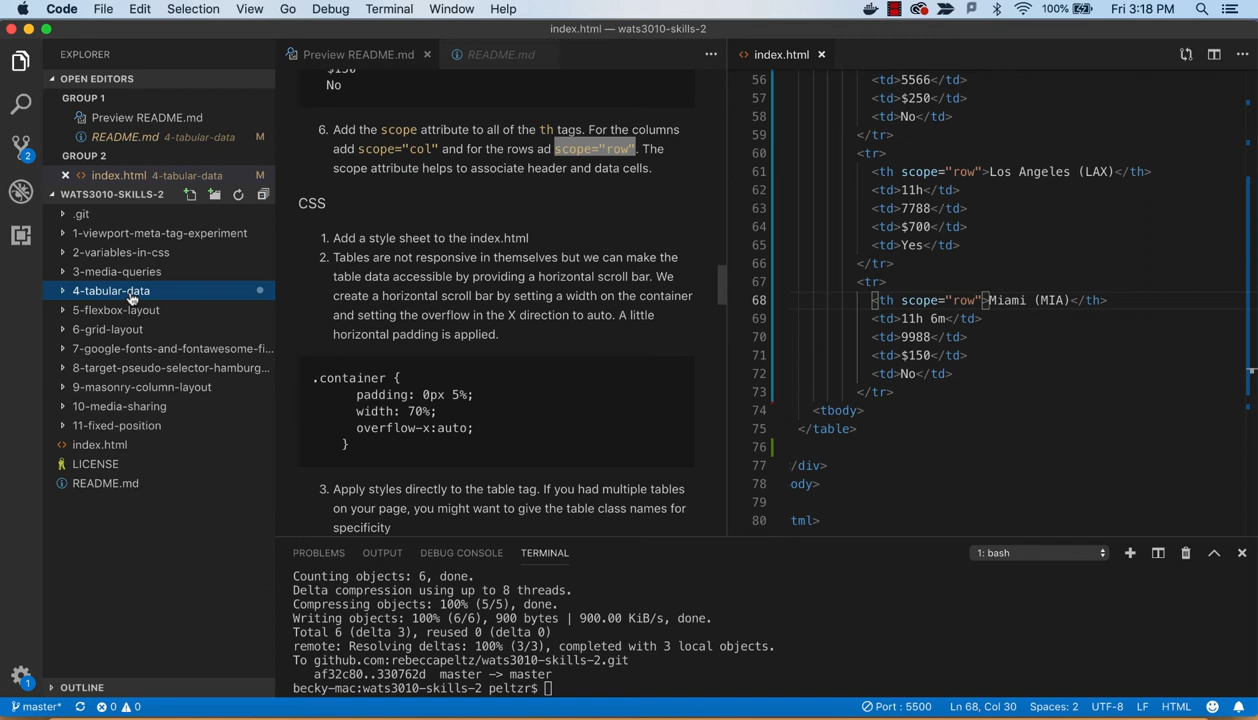 Code File Edit Selection View Go Debug Terminal Window Help 100% Fri 3:18 PM
index.html — wats3010-skills-2
EXPLORER
OPEN EDITORS
GROUP 1
Preview README.md
README.md 4-tabular-data M
GROUP 2
index.html 4-tabular-data M
WATS3010-SKILLS-2
.git
1-viewport-meta-tag-experiment
2-variables-in-css
3-media-queries
4-tabular-data
5-flexbox-layout
6-grid-layout
7-google-fonts-and-fontawesome-fi...
8-target-pseudo-selector-hamburg...
9-masonry-column-layout
10-media-sharing
11-fixed-position
index.html
LICENSE
README.md
OUTLINE
2
1
Preview README.md
README.md
$150
No
6. Add the scope attribute to all of the th tags. For the columns
add scope="col" and for the rows ad scope="row". The
scope attribute helps to associate header and data cells.
CSS
1. Add a style sheet to the index.html
2. Tables are not responsive in themselves but we can make the
table data accessible by providing a horizontal scroll bar. We
create a horizontal scroll bar by setting a width on the container
and setting the overflow in the X direction to auto. A little
horizontal padding is applied.
.container {
padding: 0px 5%;
width: 70%;
overflow-x:auto;
}
3. Apply styles directly to the table tag. If you had multiple tables
on your page, you might want to give the table class names for
specificity
index.html
56 <td>5566</td>
57 <td>$250</td>
58 <td>No</td>
59 </tr>
60 <tr>
61 <th scope="row">Los Angeles (LAX)</th>
62 <td>11h</td>
63 <td>7788</td>
64 <td>$700</td>
65 <td>Yes</td>
66 </tr>
67 <tr>
68 <th scope="row">Miami (MIA)</th>
69 <td>11h 6m</td>
70 <td>9988</td>
71 <td>$150</td>
72 <td>No</td>
73 </tr>
74 <tbody>
75 </table>
76
77 /div>
78 ody>
79
80 tml>
PROBLEMS OUTPUT DEBUG CONSOLE TERMINAL 1: bash
Counting objects: 6, done.
Delta compression using up to 8 threads.
Compressing objects: 100% (5/5), done.
Writing objects: 100% (6/6), 900 bytes | 900.00 KiB/s, done.
Total 6 (delta 3), reused 0 (delta 0)
remote: Resolving deltas: 100% (3/3), completed with 3 local objects.
To github.com:rebeccapeltz/wats3010-skills-2.git
af32c80..330762d master -> master
becky-mac:wats3010-skills-2 peltzr$
master* 0 0 Port : 5500 Ln 68, Col 30 Spaces: 2 UTF-8 LF HTML